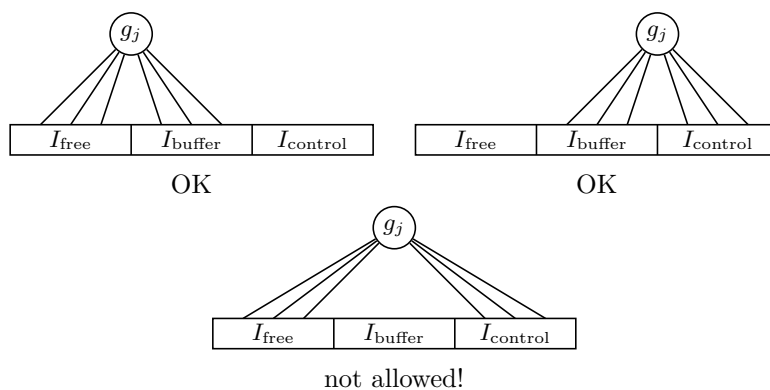 g_j g_j
I_free I_buffer I_control I_free I_buffer I_control
OK OK
g_j
I_free I_buffer I_control
not allowed!